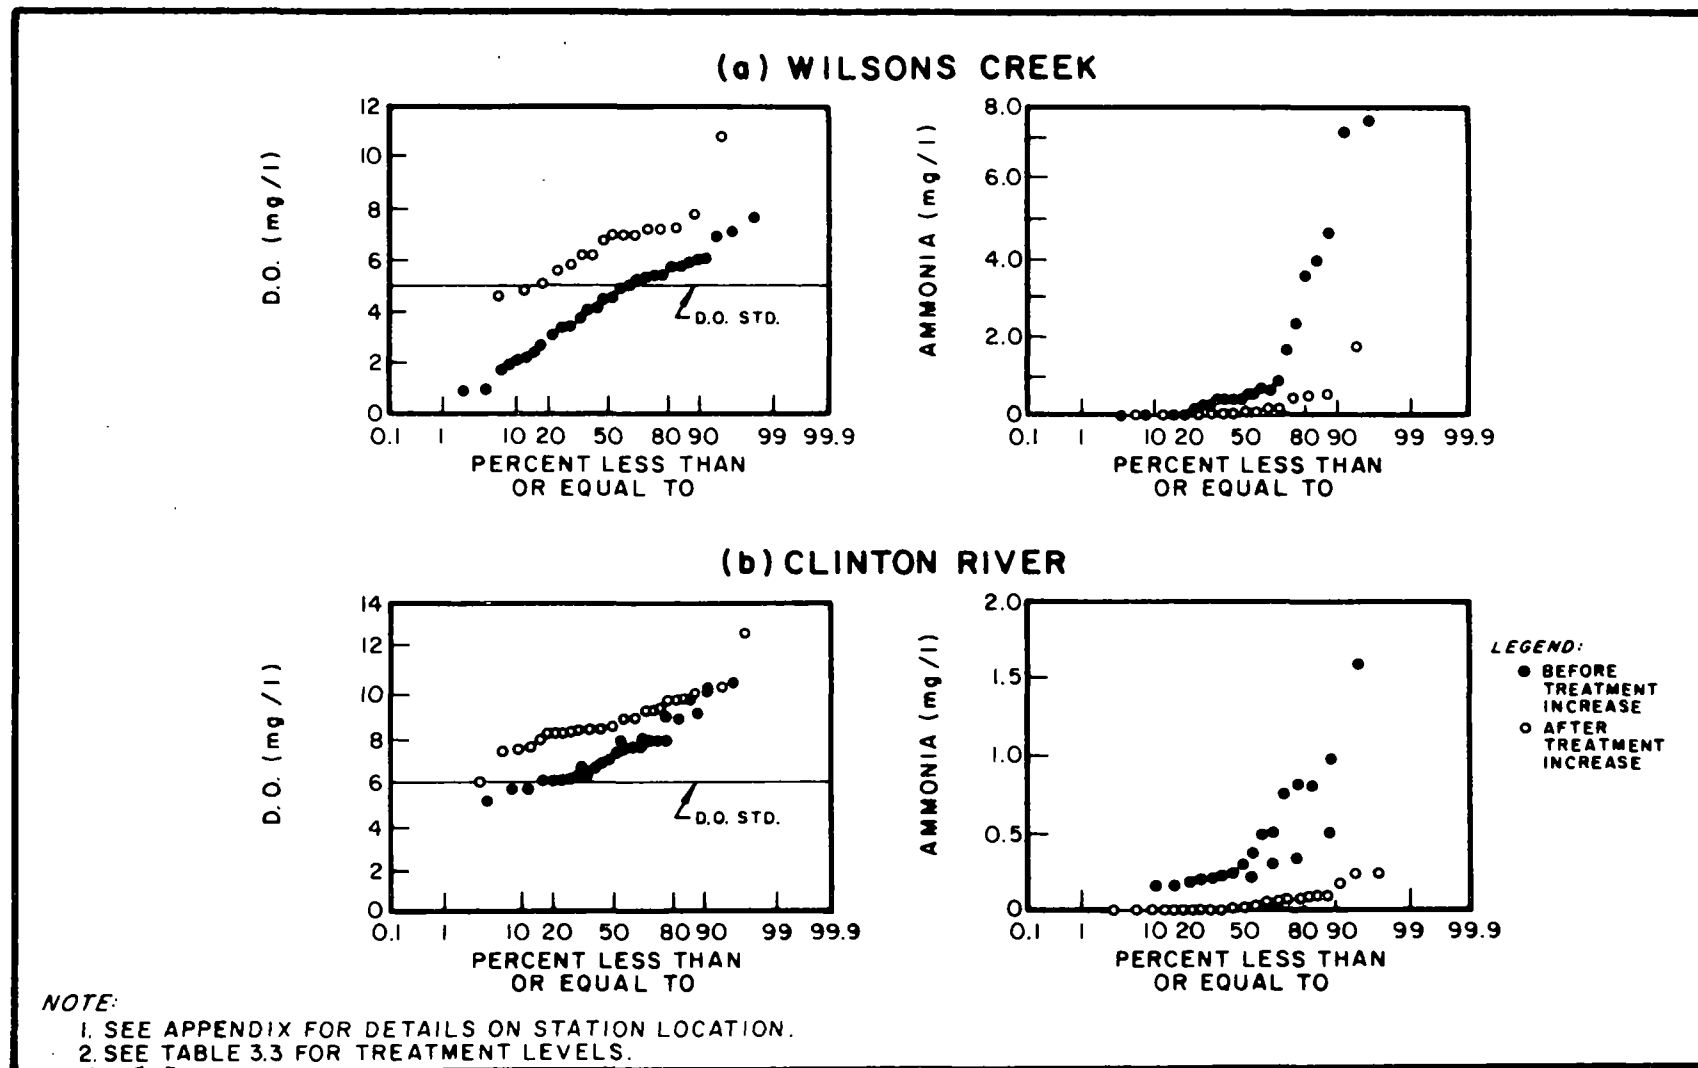 (a) WILSONS CREEK
12
10
8
6
4
2
0
D.O. (mg/l)
D.O. STD.
0.1 1 10 20 50 80 90 99 99.9
PERCENT LESS THAN
OR EQUAL TO
8.0
6.0
4.0
2.0
0
AMMONIA (mg/l)
0.1 1 10 20 50 80 90 99 99.9
PERCENT LESS THAN
OR EQUAL TO
(b) CLINTON RIVER
14
12
10
8
6
4
2
0
D.O. (mg/l)
D.O. STD.
0.1 1 10 20 50 80 90 99 99.9
PERCENT LESS THAN
OR EQUAL TO
2.0
1.5
1.0
0.5
0
AMMONIA (mg/l)
0.1 1 10 20 50 80 90 99 99.9
PERCENT LESS THAN
OR EQUAL TO
LEGEND:
BEFORE
TREATMENT
INCREASE
AFTER
TREATMENT
INCREASE
NOTE:
1. SEE APPENDIX FOR DETAILS ON STATION LOCATION.
2. SEE TABLE 3.3 FOR TREATMENT LEVELS.